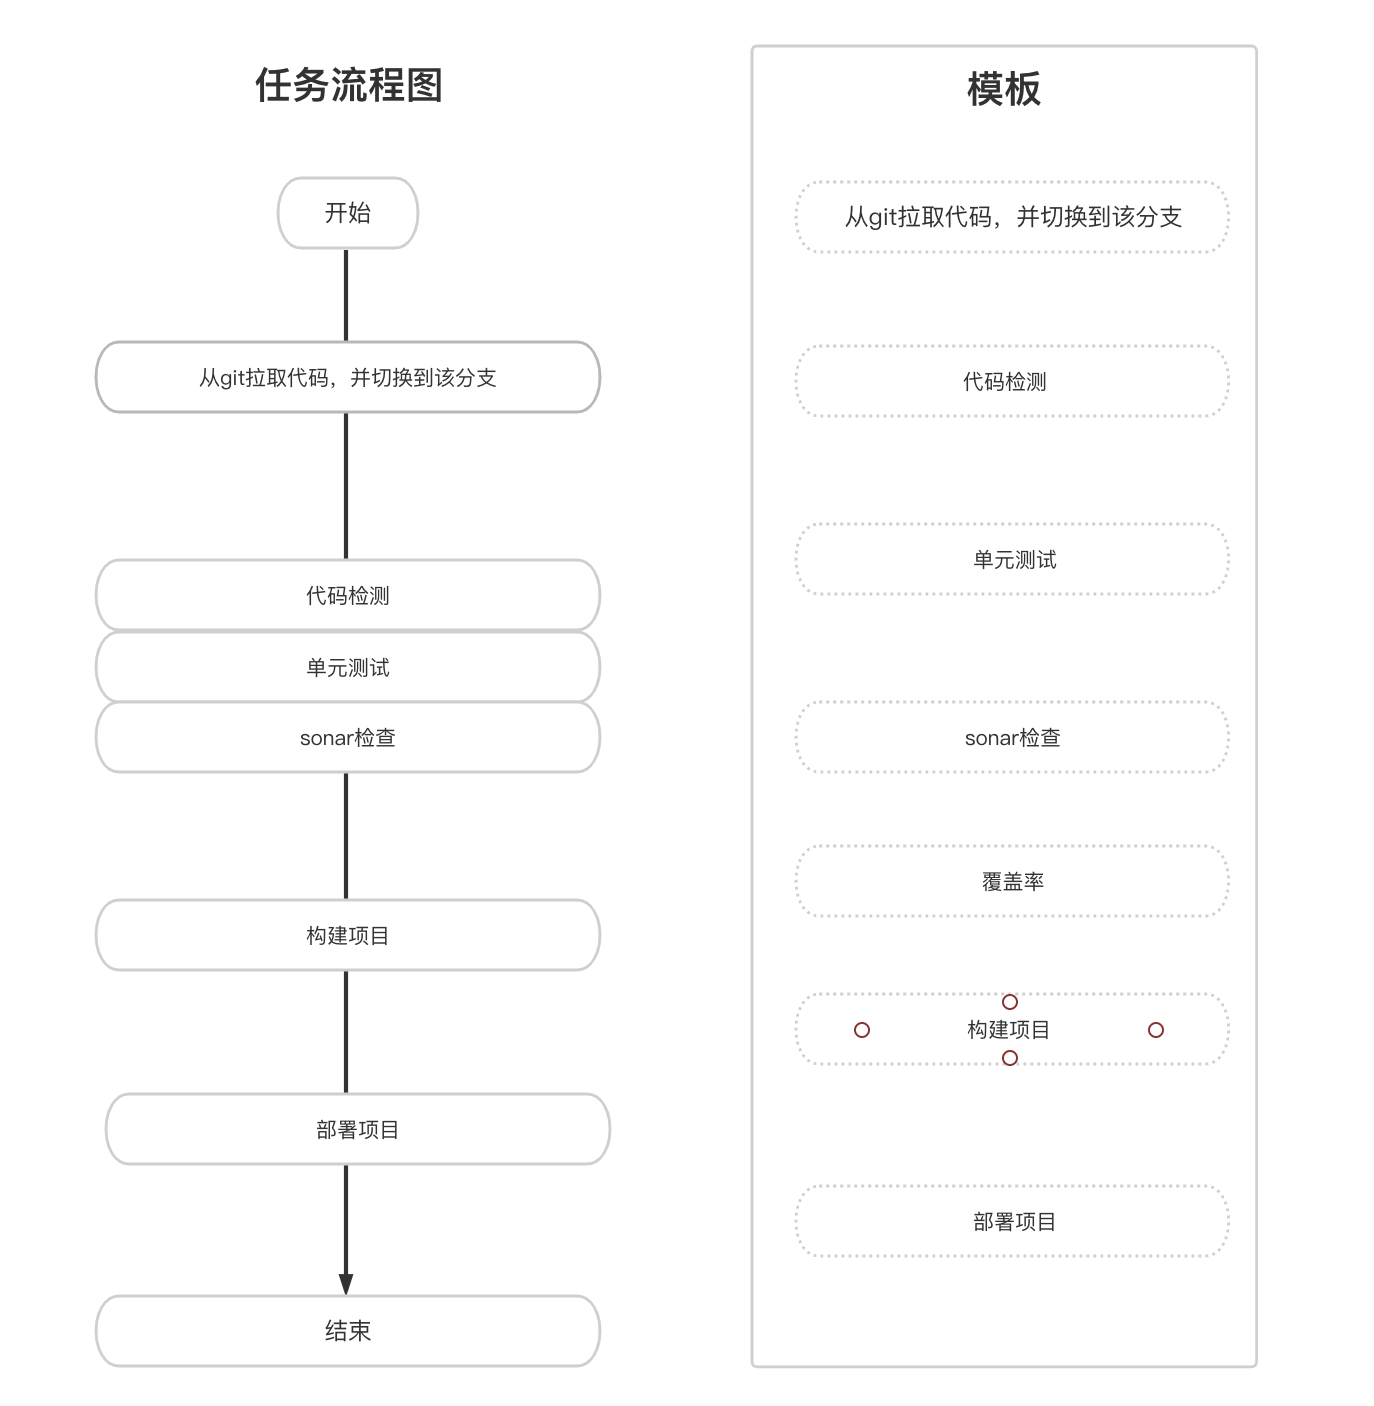 任务流程图
开始
从git拉取代码，并切换到该分支
代码检测
单元测试
sonar检查
构建项目
部署项目
结束
模板
从git拉取代码，并切换到该分支
代码检测
单元测试
sonar检查
覆盖率
构建项目
部署项目